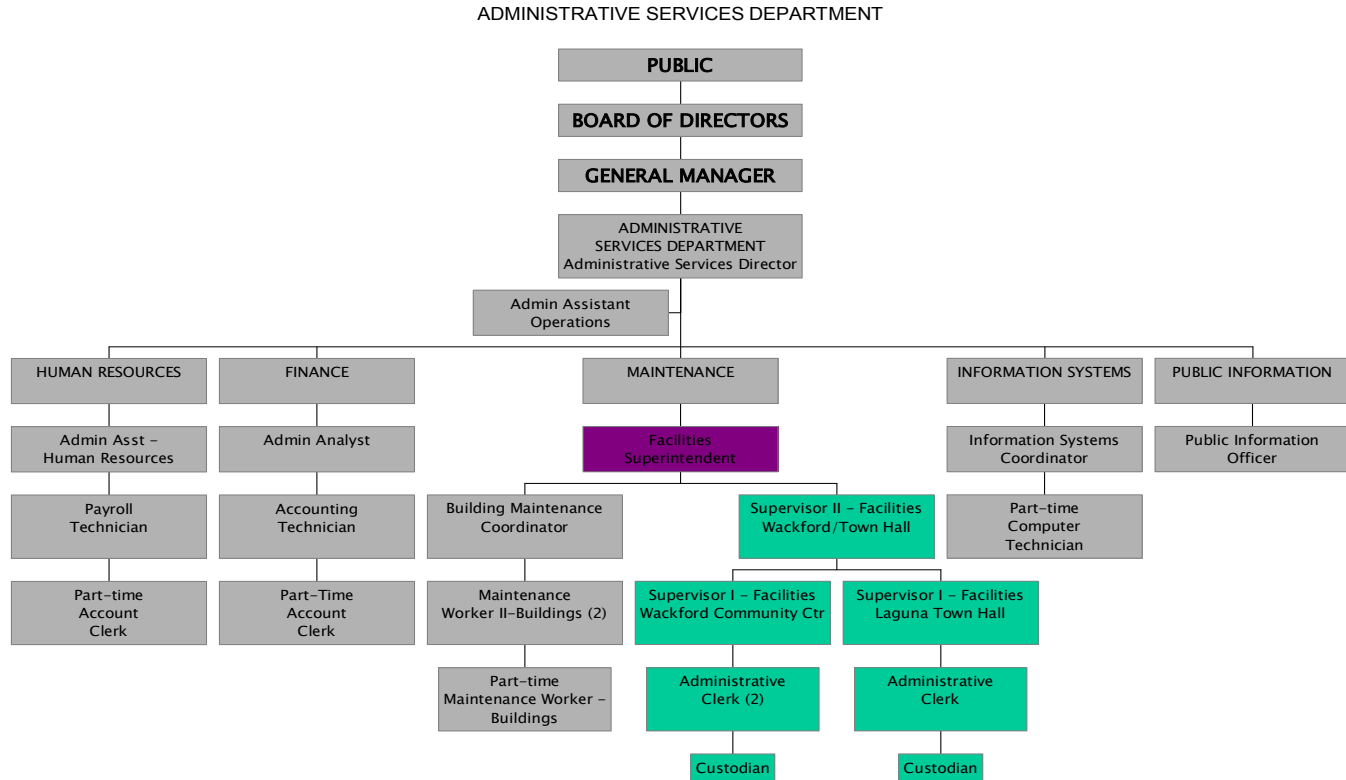 ADMINISTRATIVE SERVICES DEPARTMENT
PUBLIC
BOARD OF DIRECTORS
GENERAL MANAGER
ADMINISTRATIVE
SERVICES DEPARTMENT
Administrative Services Director
Admin Assistant
Operations
HUMAN RESOURCES
FINANCE
MAINTENANCE
INFORMATION SYSTEMS
PUBLIC INFORMATION
Admin Asst –
Human Resources
Admin Analyst
Facilities
Superintendent
Information Systems
Coordinator
Public Information
Officer
Payroll
Technician
Accounting
Technician
Building Maintenance
Coordinator
Supervisor II – Facilities
Wackford/Town Hall
Part-time
Computer
Technician
Part-time
Account
Clerk
Part-Time
Account
Clerk
Maintenance
Worker II-Buildings (2)
Supervisor I – Facilities
Wackford Community Ctr
Supervisor I – Facilities
Laguna Town Hall
Part-time
Maintenance Worker –
Buildings
Administrative
Clerk (2)
Administrative
Clerk
Custodian
Custodian